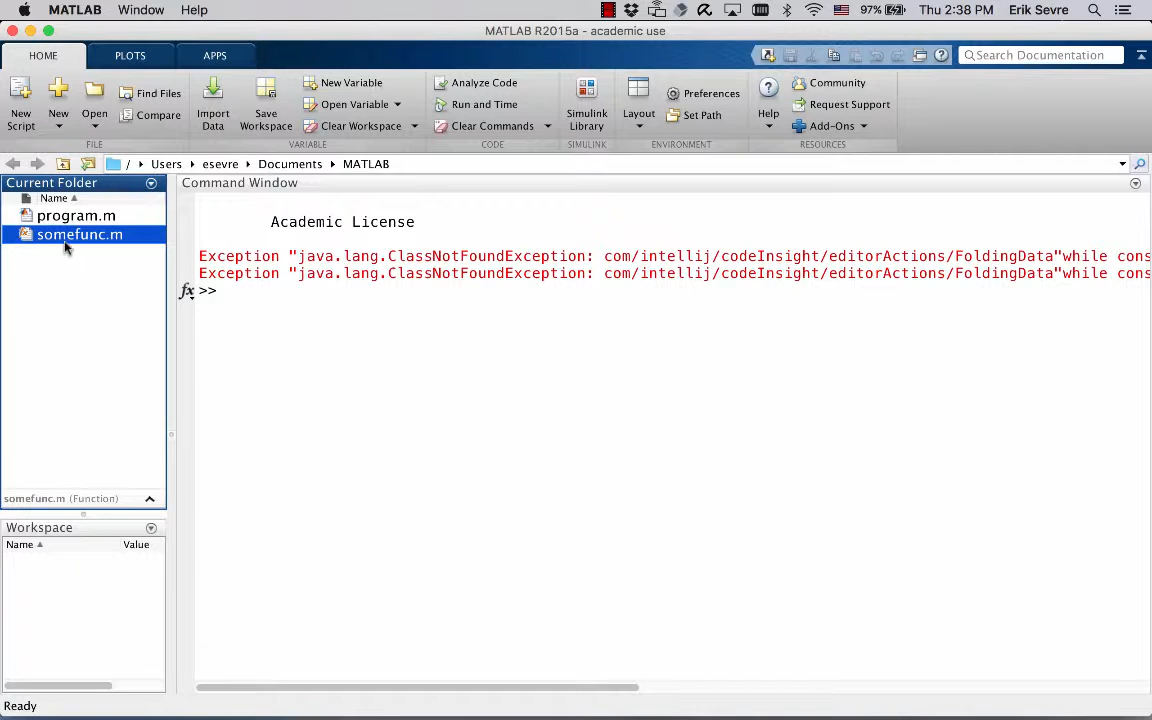 MATLAB Window Help 97% Thu 2:38 PM Erik Sevre
MATLAB R2015a - academic use
HOME PLOTS APPS Search Documentation
New Script
New
Open
Find Files
Compare
FILE
Import Data
Save Workspace
New Variable
Open Variable
Clear Workspace
VARIABLE
Analyze Code
Run and Time
Clear Commands
CODE
Simulink Library
SIMULINK
Layout
Preferences
Set Path
ENVIRONMENT
Help
Community
Request Support
Add-Ons
RESOURCES
/ Users esevre Documents MATLAB
Current Folder
Name
program.m
somefunc.m
somefunc.m (Function)
Workspace
Name Value
Command Window
Academic License
Exception "java.lang.ClassNotFoundException: com/intellij/codeInsight/editorActions/FoldingData"while cons
Exception "java.lang.ClassNotFoundException: com/intellij/codeInsight/editorActions/FoldingData"while cons
fx >>
Ready